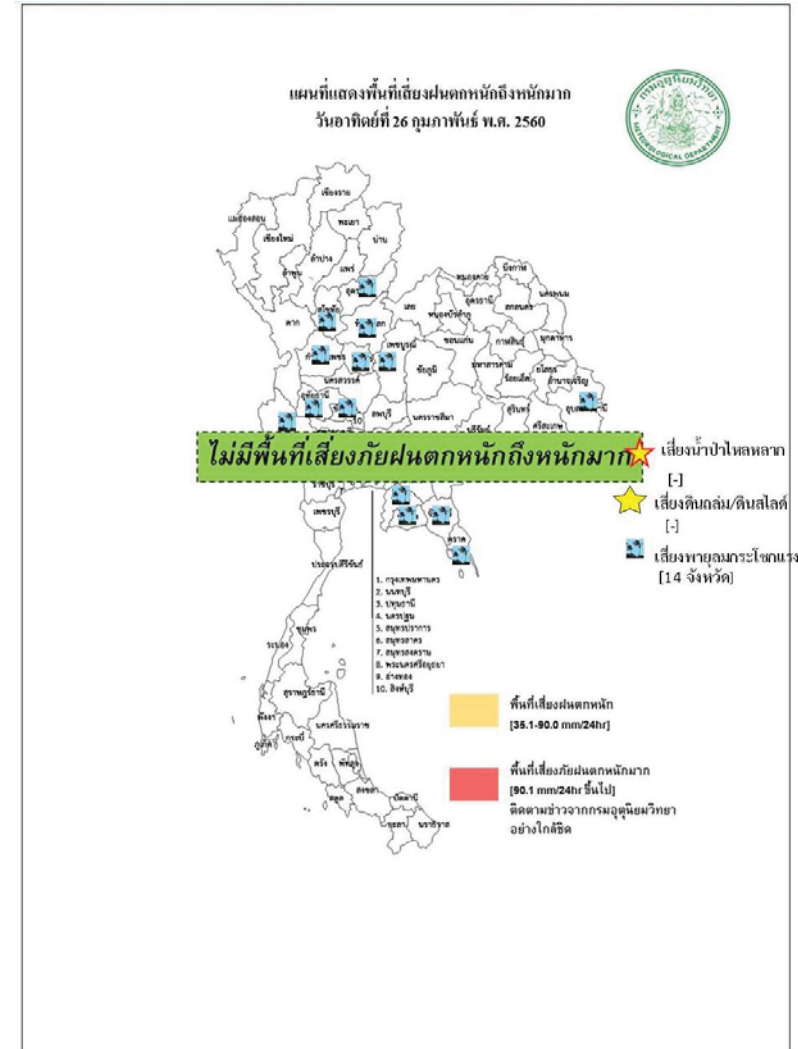 แผนที่แสดงพื้นที่เสี่ยงฝนตกหนักถึงหนักมาก
วันอาทิตย์ที่ 26 กุมภาพันธ์ พ.ศ. 2560
กรมอุตุนิยมวิทยา
METEOROLOGICAL DEPARTMENT
เชียงราย
แม่ฮ่องสอน
พะเยา
เชียงใหม่
น่าน
ลำปาง
แพร่
ลำพูน
บึงกาฬ
หนองคาย
นครพนม
เลย
อุดรธานี
สกลนคร
หนองบัวลำภู
ตาก
เพชรบูรณ์
ขอนแก่น
กาฬสินธุ์
มุกดาหาร
ชัยภูมิ
มหาสารคาม
ร้อยเอ็ด
ยโสธร
อำนาจเจริญ
นครสวรรค์
อุทัยธานี
10
ลพบุรี
นครราชสีมา
สุรินทร์
ศรีสะเกษ
ไม่มีพื้นที่เสี่ยงภัยฝนตกหนักถึงหนักมาก
เสี่ยงน้ำป่าไหลหลาก
[-]
เสี่ยงดินถล่ม/ดินสไลด์
[-]
เสี่ยงพายุลมกระโชกแรง
[14 จังหวัด]
ราชบุรี
เพชรบุรี
ตราด
ประจวบคีรีขันธ์
1. กรุงเทพมหานคร
2. นนทบุรี
3. ปทุมธานี
4. นครปฐม
5. สมุทรปราการ
6. สมุทรสาคร
7. สมุทรสงคราม
8. พระนครศรีอยุธยา
9. อ่างทอง
10. สิงห์บุรี
ชุมพร
ระนอง
สุราษฎร์ธานี
พังงา
นครศรีธรรมราช
กระบี่
ภูเก็ต
ตรัง
พัทลุง
สงขลา
สตูล
ปัตตานี
ยะลา
นราธิวาส
พื้นที่เสี่ยงฝนตกหนัก
[35.1-90.0 mm/24hr]
พื้นที่เสี่ยงภัยฝนตกหนักมาก
[90.1 mm/24hr ขึ้นไป]
ติดตามข่าวจากกรมอุตุนิยมวิทยา
อย่างใกล้ชิด